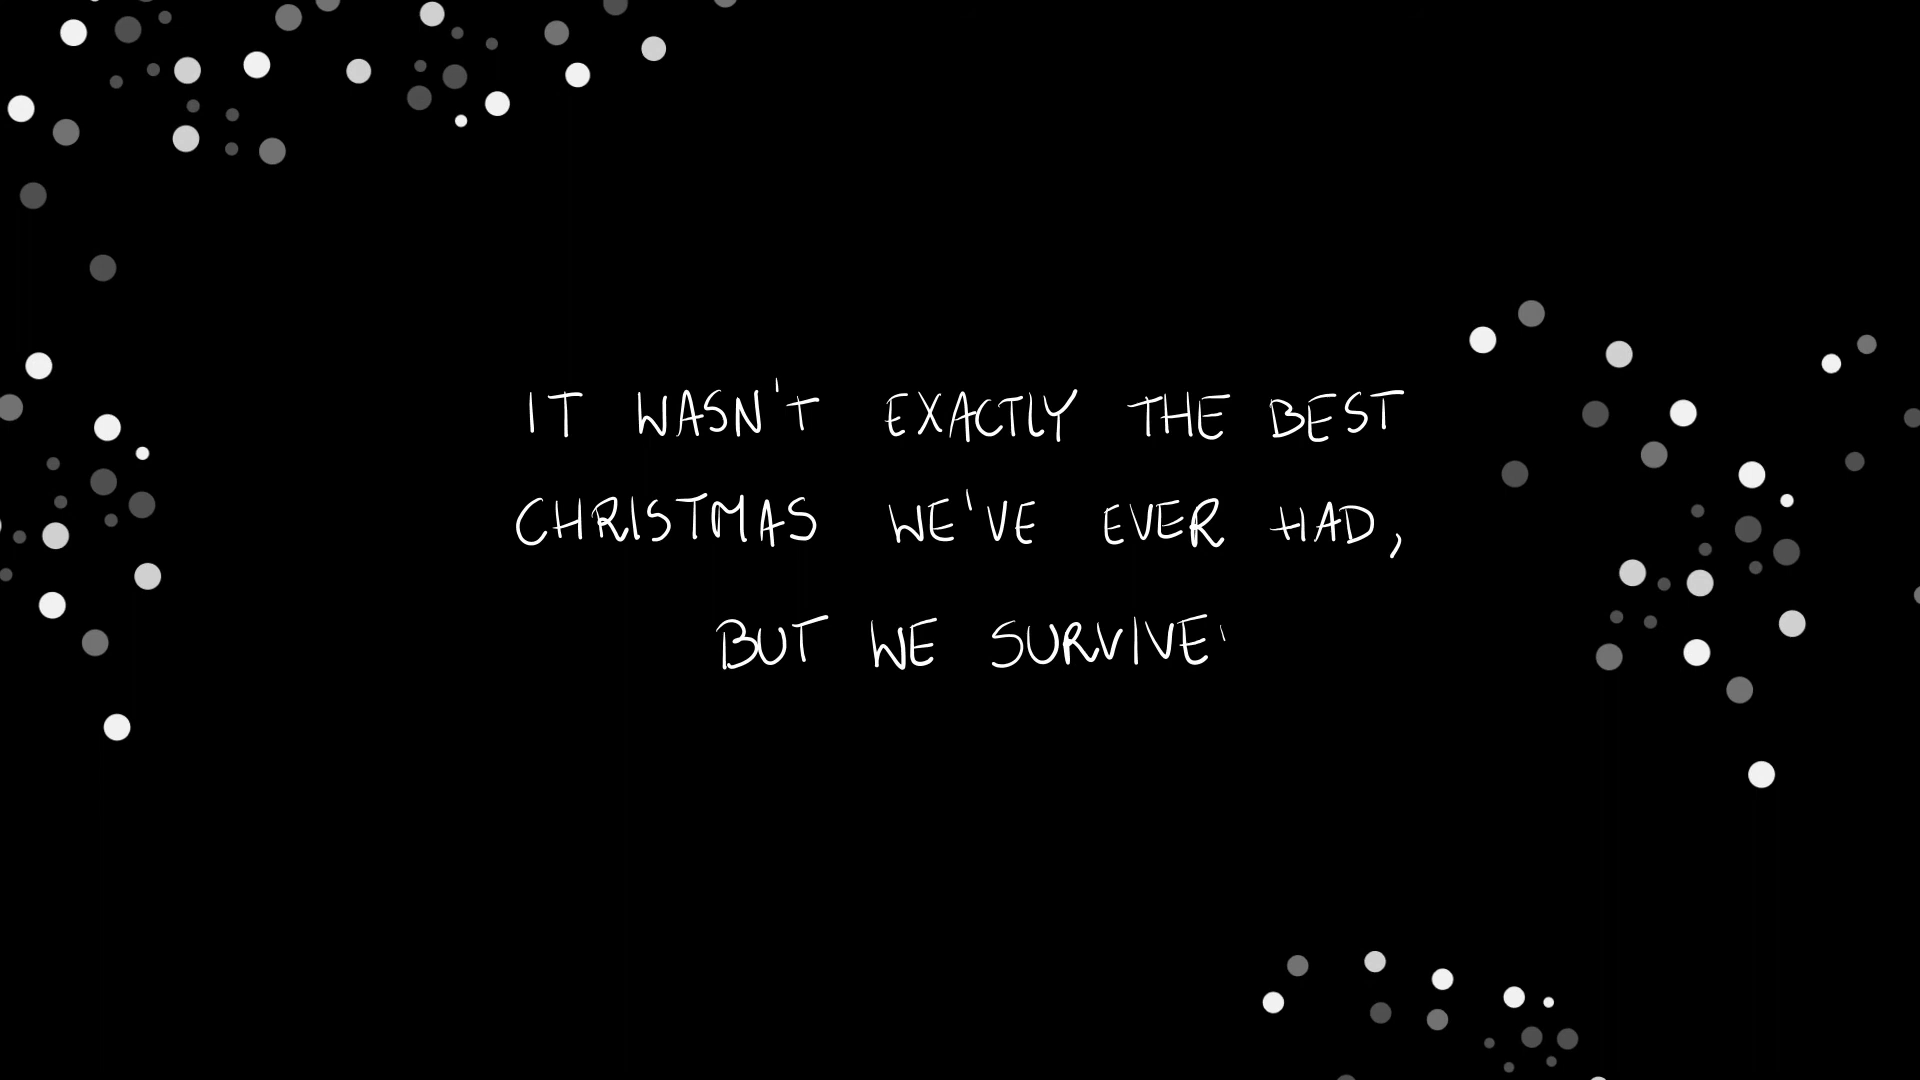 IT WASN'T EXACTLY THE BEST
CHRISTMAS WE'VE EVER HAD,
BUT WE SURVIVE'